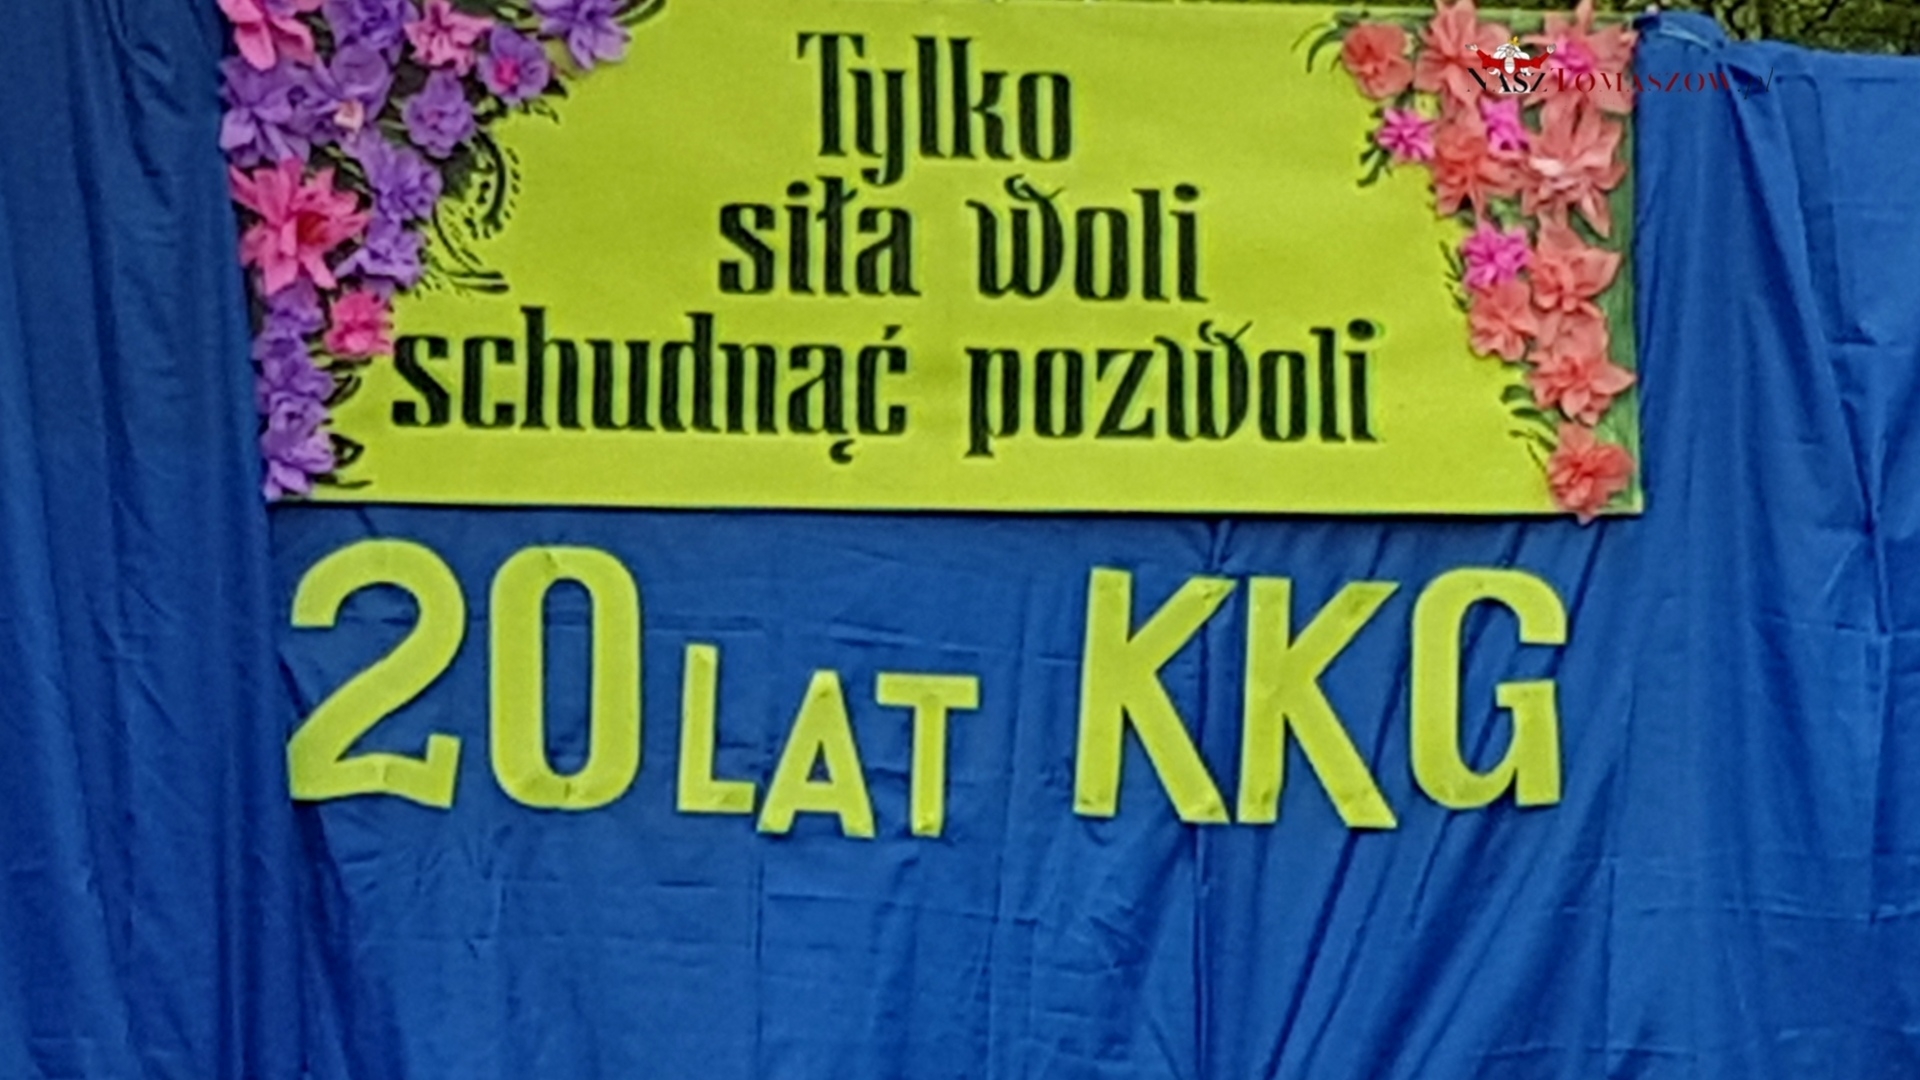 NaszTomaszow.pl
Tylko
siła woli
schudnąć pozwoli
20 LAT KKG